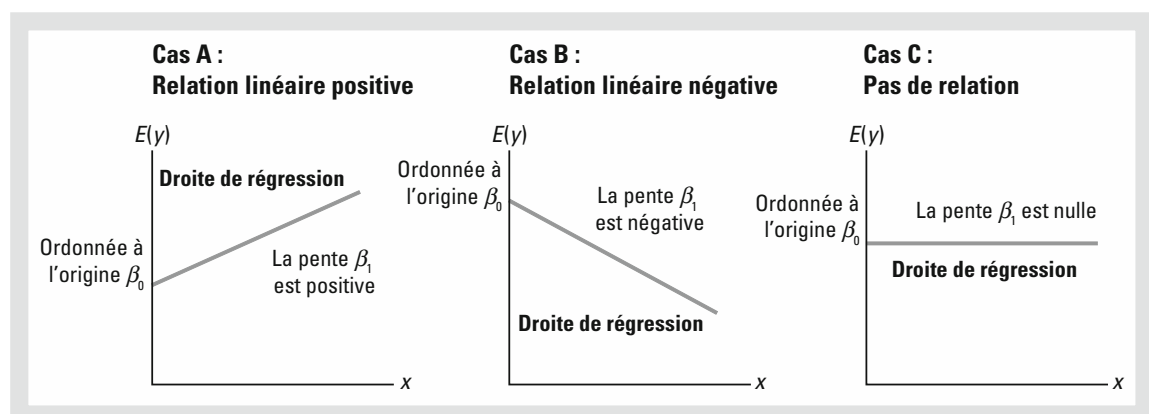 Cas A :
Relation linéaire positive
E(y)
Droite de régression
Ordonnée à
l'origine β₀
La pente β₁
est positive
x
Cas B :
Relation linéaire négative
E(y)
Ordonnée à
l'origine β₀
La pente β₁
est négative
Droite de régression
x
Cas C :
Pas de relation
E(y)
Ordonnée à
l'origine β₀
La pente β₁ est nulle
Droite de régression
x